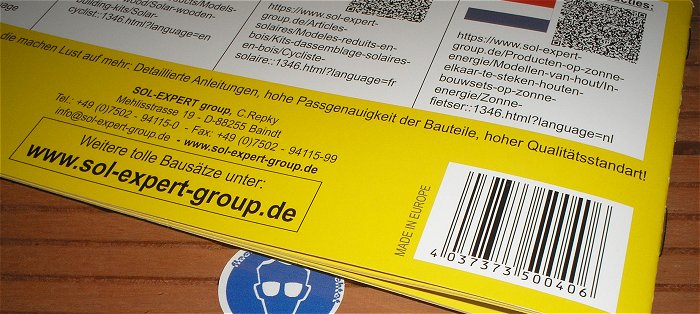 building-kits/Solar-
cyclist::1346.html?language=en
https://www.sol-expert-
group.de/Articles-
solaires/Modeles-reduits-en-
bois/Kits-dassemblage-solaires-
en-bois/Cycliste-
solaire::1346.html?language=fr
https://www.sol-expert-
group.de/Producten-op-zonne-
energie/Modellen-van-hout/In-
elkaar-te-steken-houten-
bouwsets-op-zonne-
energie/Zonne-
fietser::1346.html?language=nl
die machen Lust auf mehr: Detaillierte Anleitungen, hohe Passgenauigkeit der Bauteile, hoher Qualitätsstandart!
SOL-EXPERT group, C.Repky
Mehlisstrasse 19 - D-88255 Baindt
Tel.: +49 (0)7502 - 94115-0 - Fax: +49 (0)7502 - 94115-99
info@sol-expert-group.de - www.sol-expert-group.de
Weitere tolle Bausätze unter:
www.sol-expert-group.de
MADE IN EUROPE
4 037373 500406